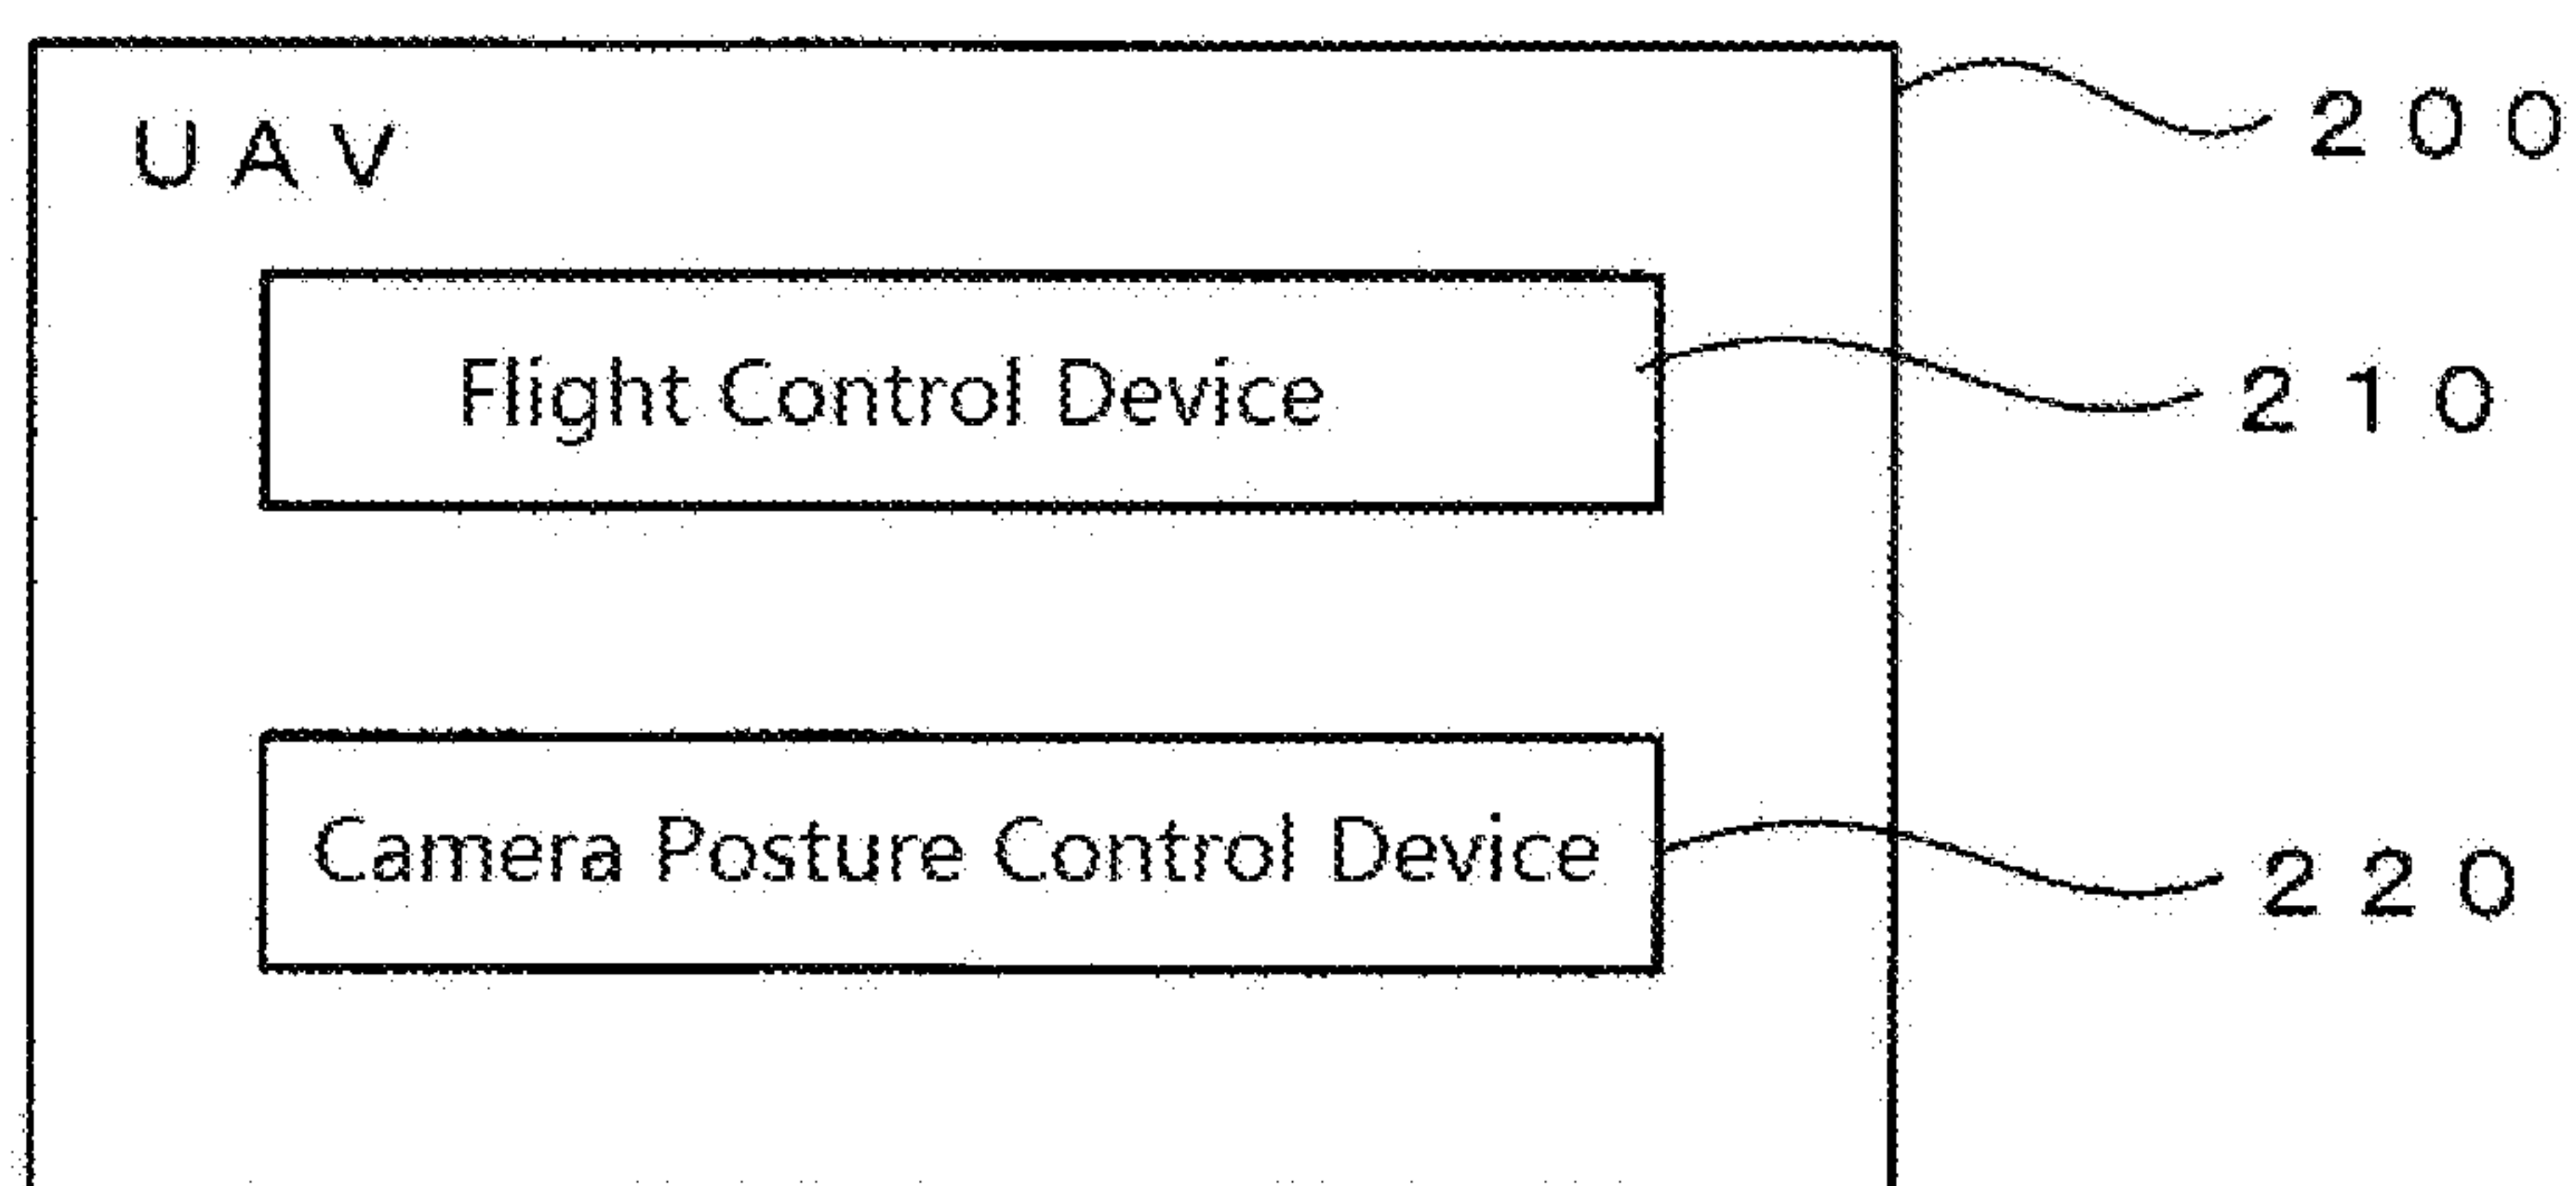 UAV
200
Flight Control Device
210
Camera Posture Control Device
220